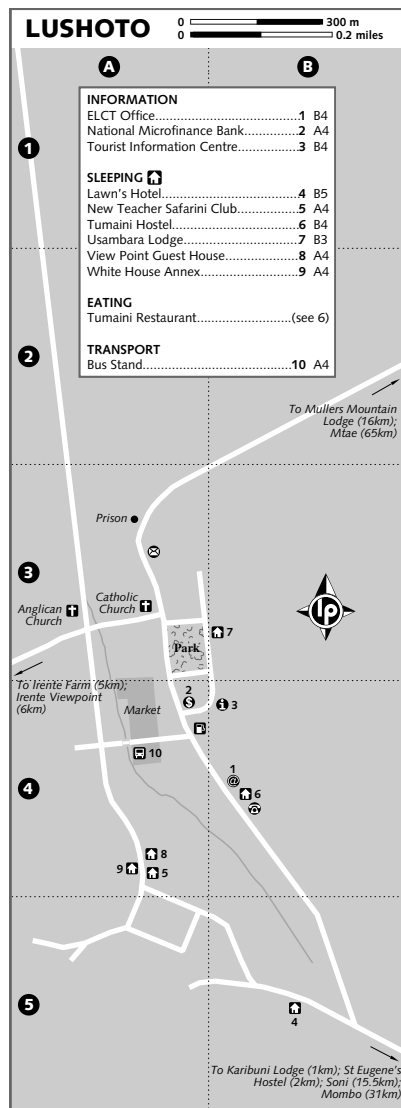 LUSHOTO
0 300 m
0 0.2 miles
A B
1
INFORMATION
ELCT Office..............................1 B4
National Microfinance Bank..............2 A4
Tourist Information Centre..............3 B4
SLEEPING
Lawn's Hotel..............................4 B5
New Teacher Safarini Club..............5 A4
Tumaini Hostel..............................6 B4
Usambara Lodge..............................7 B3
View Point Guest House..............8 A4
White House Annex..............................9 A4
EATING
Tumaini Restaurant....................(see 6)
TRANSPORT
Bus Stand..............................10 A4
2
To Mullers Mountain
Lodge (16km);
Mtae (65km)
Prison
3
Catholic
Church
Anglican
Church
lp
7
Park
To Irente Farm (5km);
Irente Viewpoint
(6km)
2
$
Market
i 3
10
4
1
@
6
8
9
5
5
4
To Karibuni Lodge (1km); St Eugene's
Hostel (2km); Soni (15.5km);
Mombo (31km)